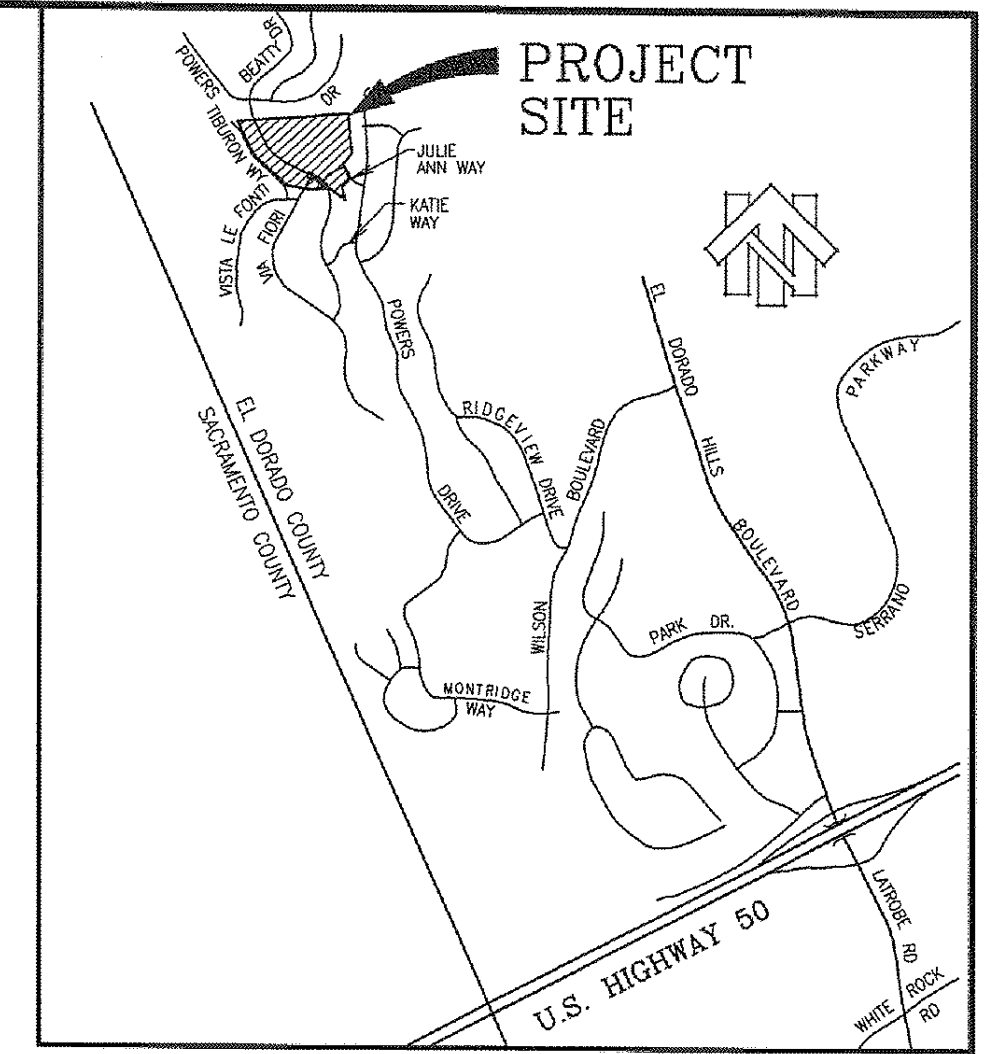 POWERS
BEATTY DR
DR
PROJECT
SITE
TIBURON WY
JULIE
ANN WAY
KATIE
WAY
VISTA LE FONTI
VIA FIORI
POWERS
DRIVE
RIDGEVIEW DRIVE
WILSON
BOULEVARD
EL
DORADO
HILLS
BOULEVARD
PARKWAY
SERRANO
EL DORADO COUNTY
SACRAMENTO COUNTY
PARK DR.
MONTRIDGE
WAY
U.S. HIGHWAY 50
LATROBE RD
WHITE ROCK
RD
N